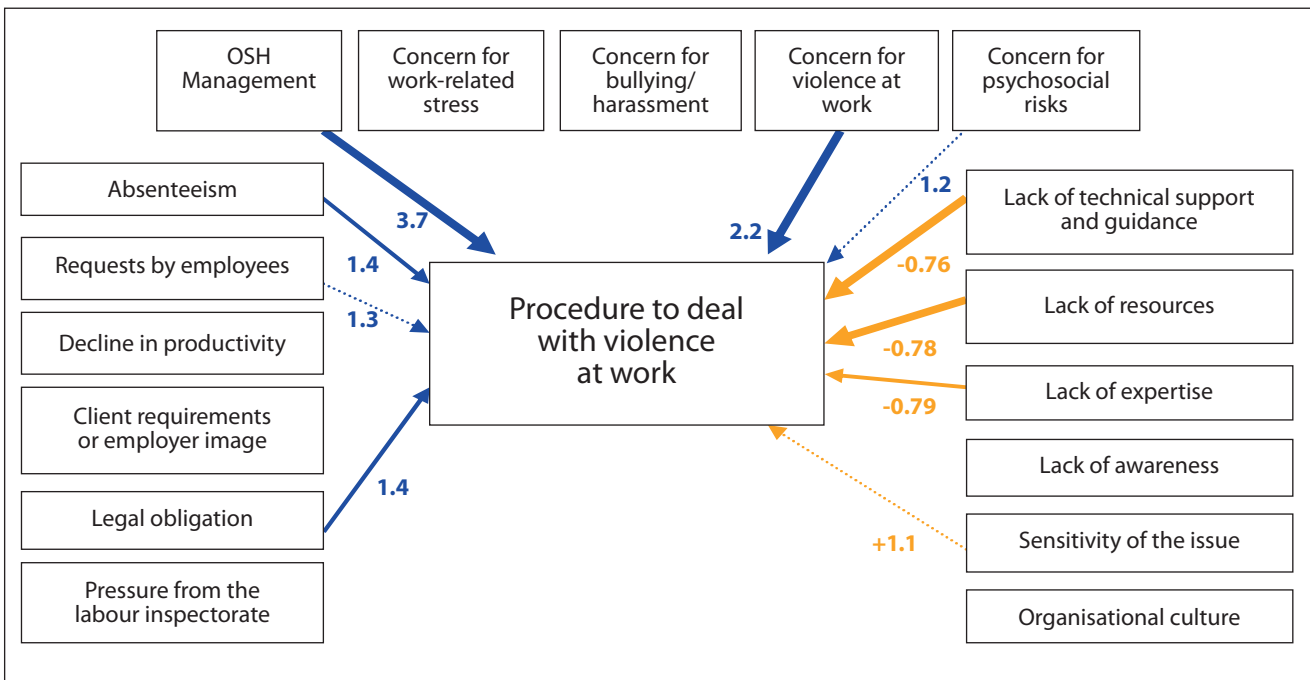 OSH
Management
Concern for
work-related
stress
Concern for
bullying/
harassment
Concern for
violence at
work
Concern for
psychosocial
risks
Absenteeism
Requests by employees
Decline in productivity
Client requirements
or employer image
Legal obligation
Pressure from the
labour inspectorate
3.7
1.4
1.3
1.4
2.2
1.2
Procedure to deal
with violence
at work
-0.76
-0.78
-0.79
+1.1
Lack of technical support
and guidance
Lack of resources
Lack of expertise
Lack of awareness
Sensitivity of the issue
Organisational culture